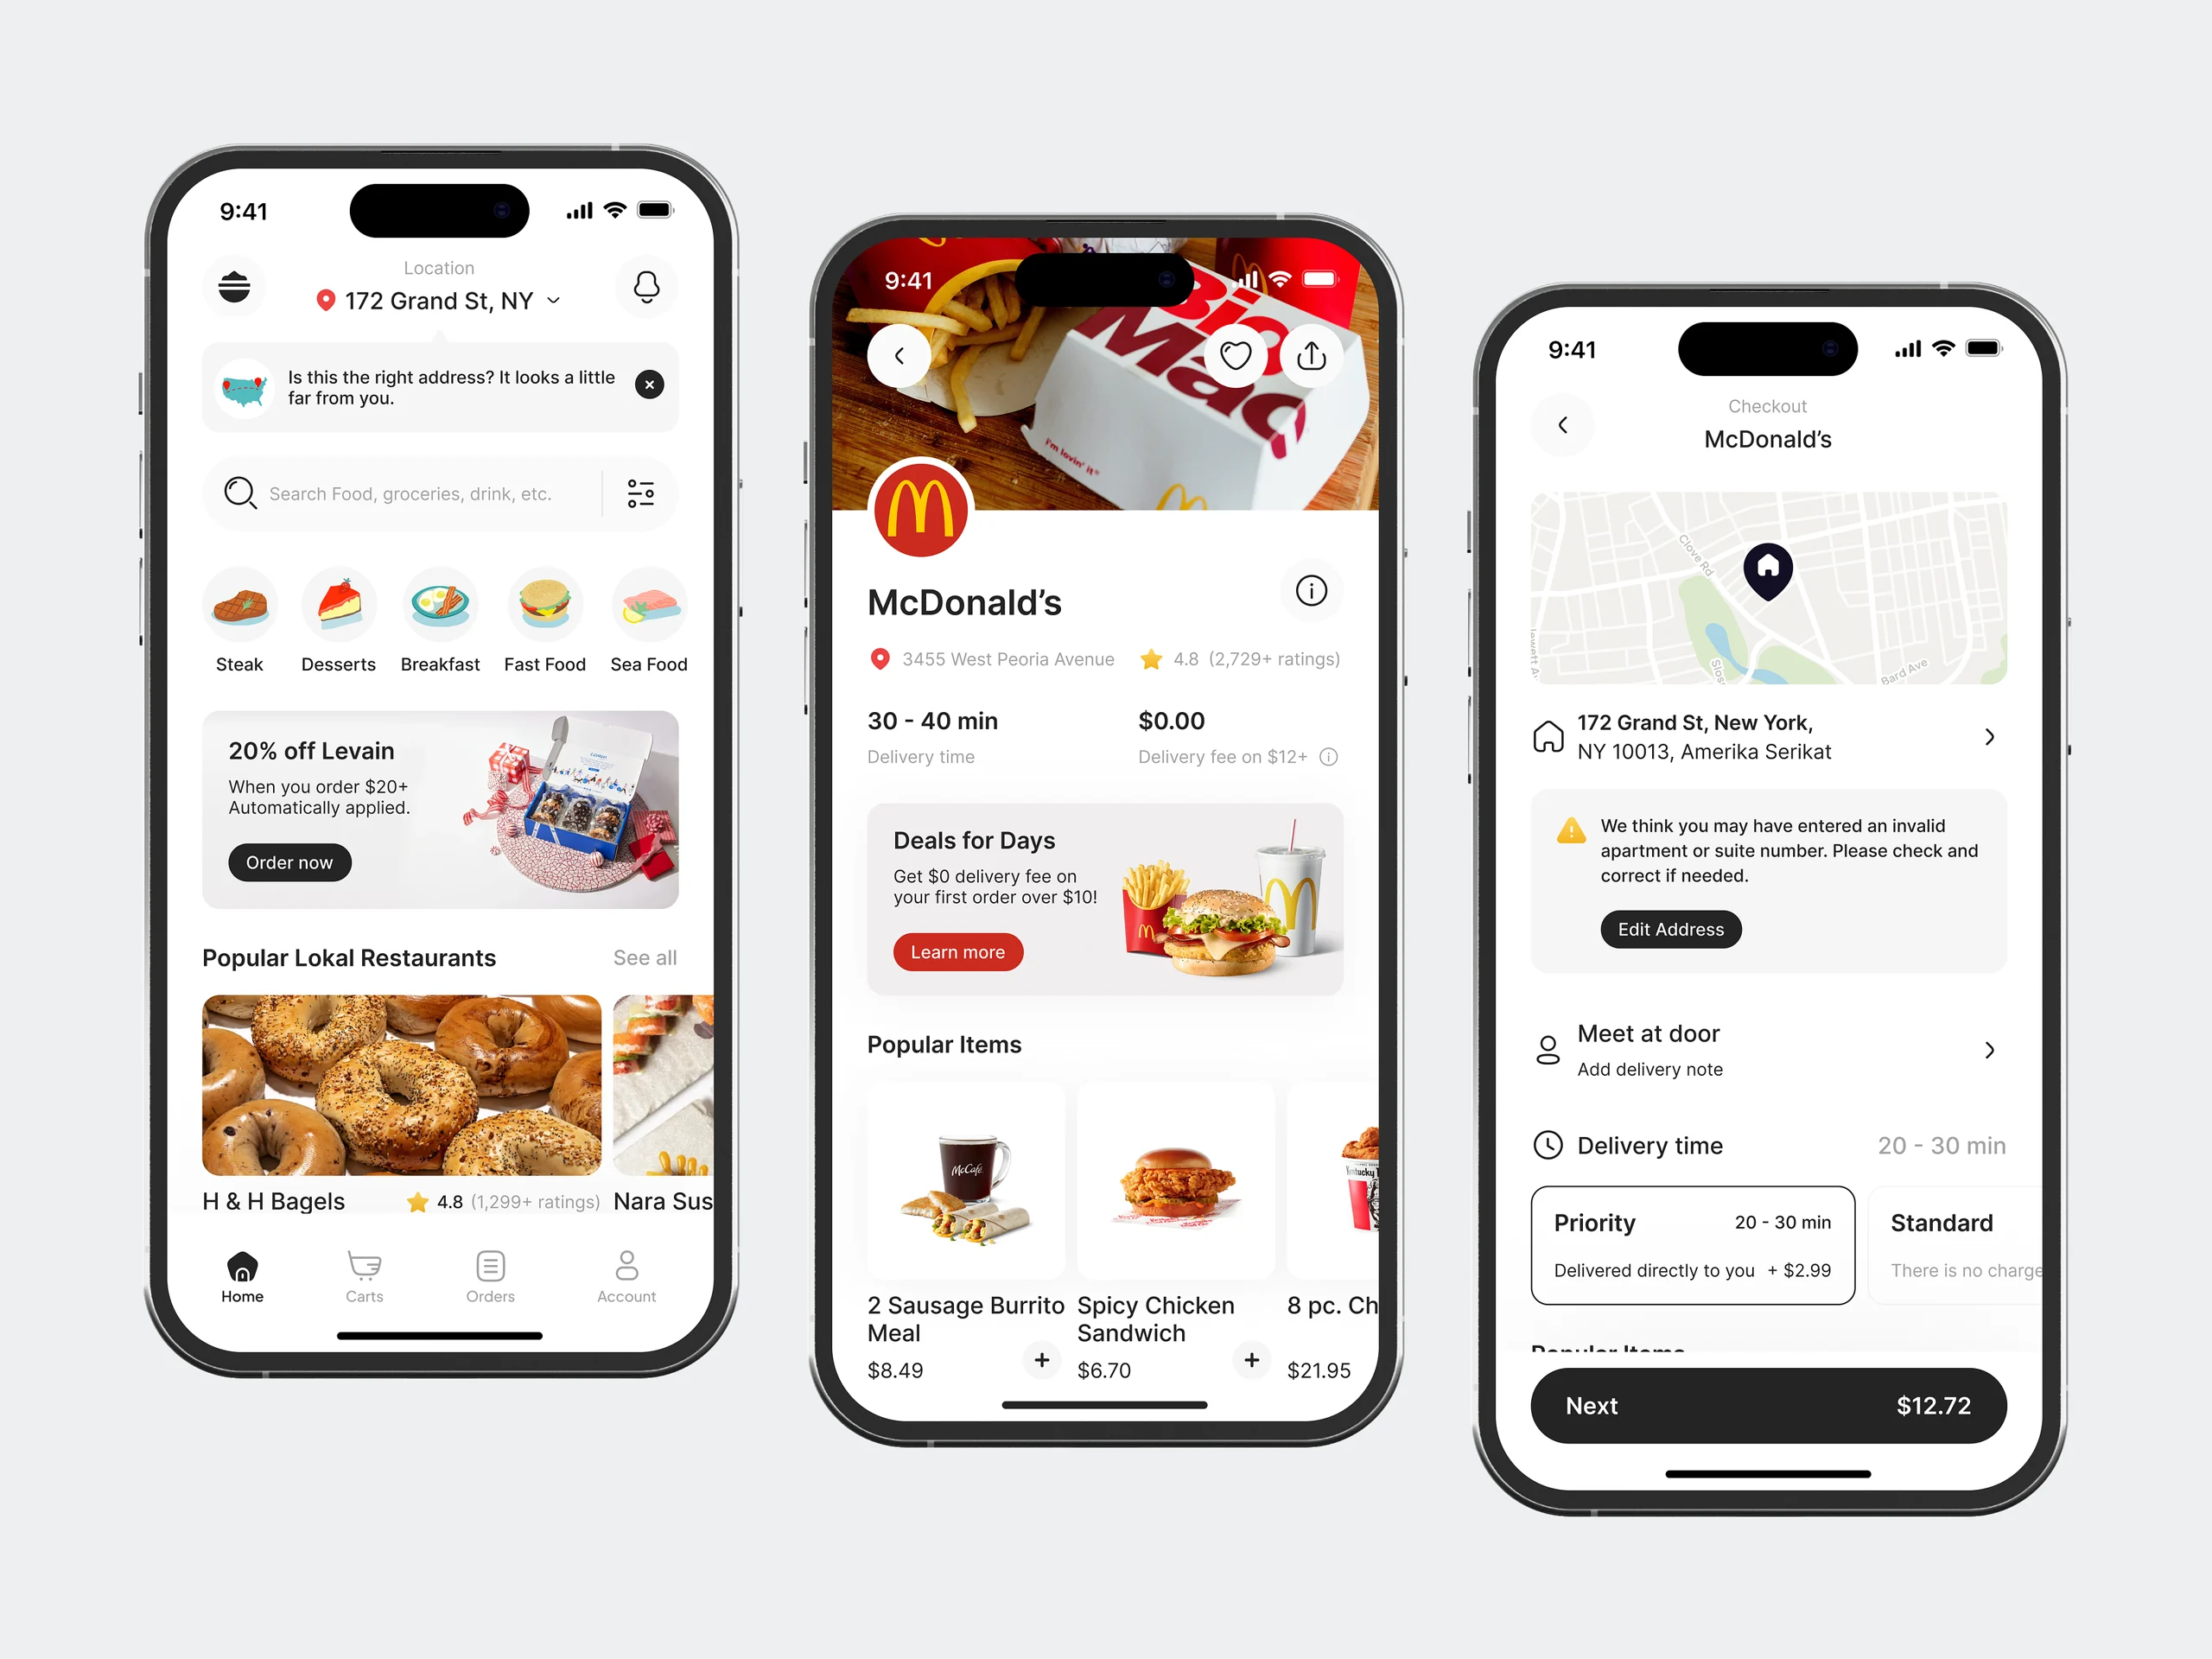 9:41
Location
172 Grand St, NY
Is this the right address? It looks a little
far from you.
Search Food, groceries, drink, etc.
Steak
Desserts
Breakfast
Fast Food
Sea Food
20% off Levain
When you order $20+
Automatically applied.
Order now
Popular Lokal Restaurants
See all
H & H Bagels
4.8 (1,299+ ratings)
Nara Sus
Home
Carts
Orders
Account
9:41
Big
Mac
i'm lovin' it
McDonald's
3455 West Peoria Avenue
4.8 (2,729+ ratings)
30 - 40 min
$0.00
Delivery time
Delivery fee on $12+
Deals for Days
Get $0 delivery fee on
your first order over $10!
Learn more
Popular Items
McCafé
2 Sausage Burrito
Meal
$8.49
Spicy Chicken
Sandwich
$6.70
8 pc. Ch
$21.95
9:41
Checkout
McDonald's
Clove Rd
Bard Ave
172 Grand St, New York,
NY 10013, Amerika Serikat
We think you may have entered an invalid
apartment or suite number. Please check and
correct if needed.
Edit Address
Meet at door
Add delivery note
Delivery time
20 - 30 min
Priority
20 - 30 min
Delivered directly to you
+ $2.99
Standard
There is no charge
Popular Items
Next
$12.72